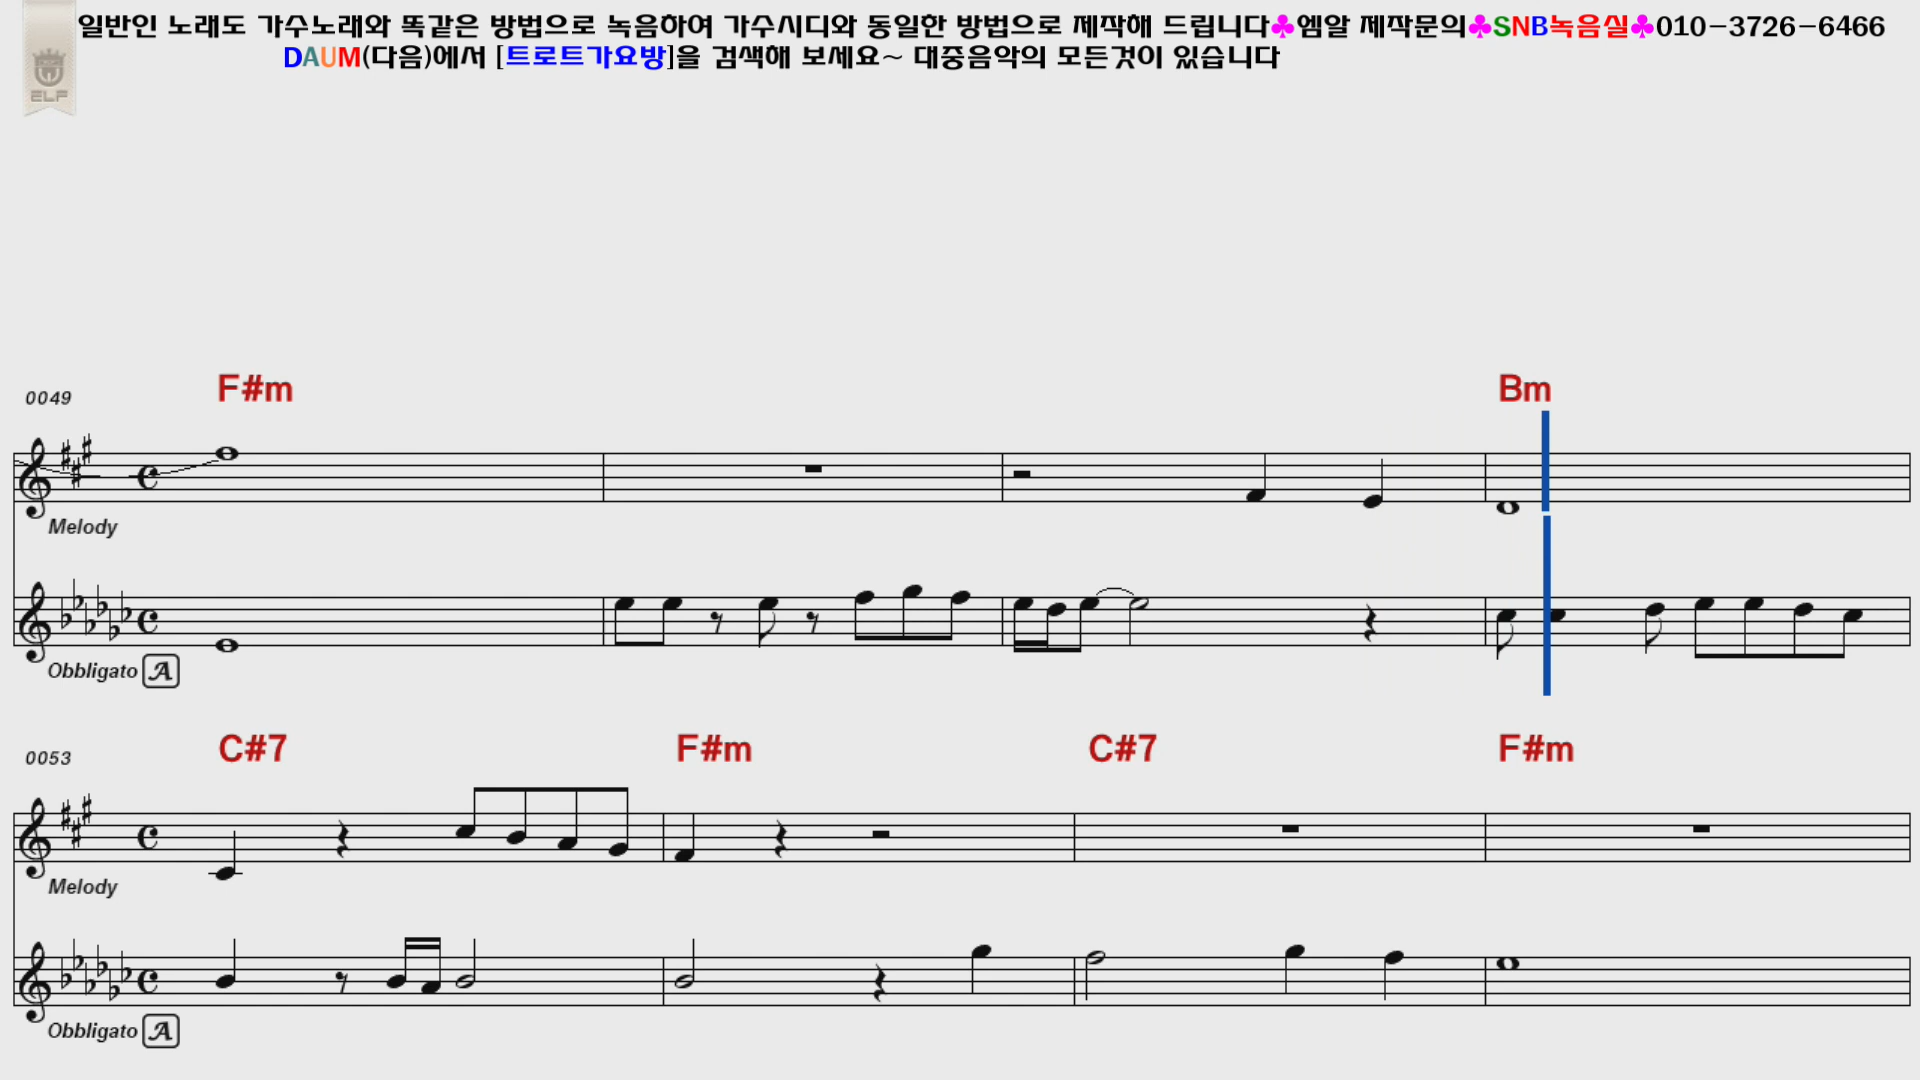 일반인 노래도 가수노래와 똑같은 방법으로 녹음하여 가수시디와 동일한 방법으로 제작해 드립니다♣엠알 제작문의♣SNB녹음실♣010-3726-6466
DAUM(다음)에서 [트로트가요방]을 검색해 보세요~ 대중음악의 모든것이 있습니다
ELF
0049 F#m Bm
Melody
Obbligato A
0053 C#7 F#m C#7 F#m
Melody
Obbligato A